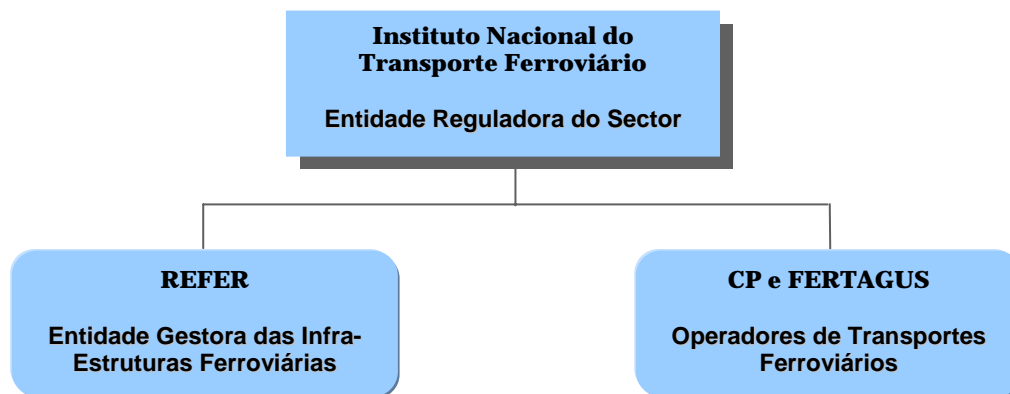 Instituto Nacional do
Transporte Ferroviário
Entidade Reguladora do Sector
REFER
Entidade Gestora das Infra-
Estruturas Ferroviárias
CP e FERTAGUS
Operadores de Transportes
Ferroviários